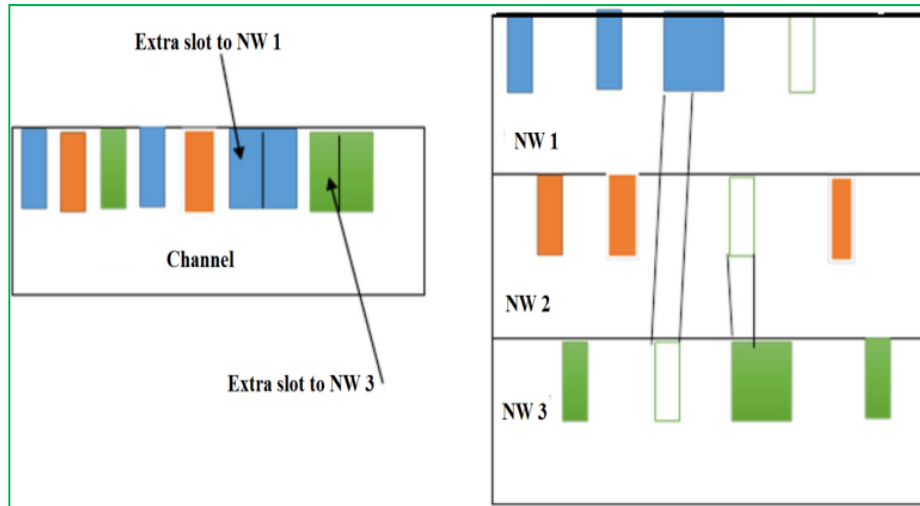 Extra slot to NW 1
Channel
Extra slot to NW 3
NW 1
NW 2
NW 3